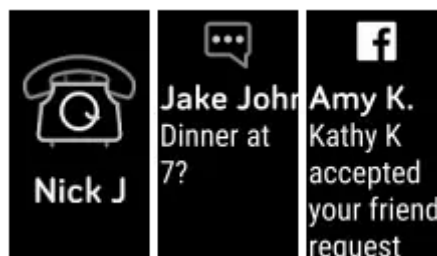 Nick J
Jake John
Dinner at
7?
Amy K.
Kathy K
accepted
your friend
request